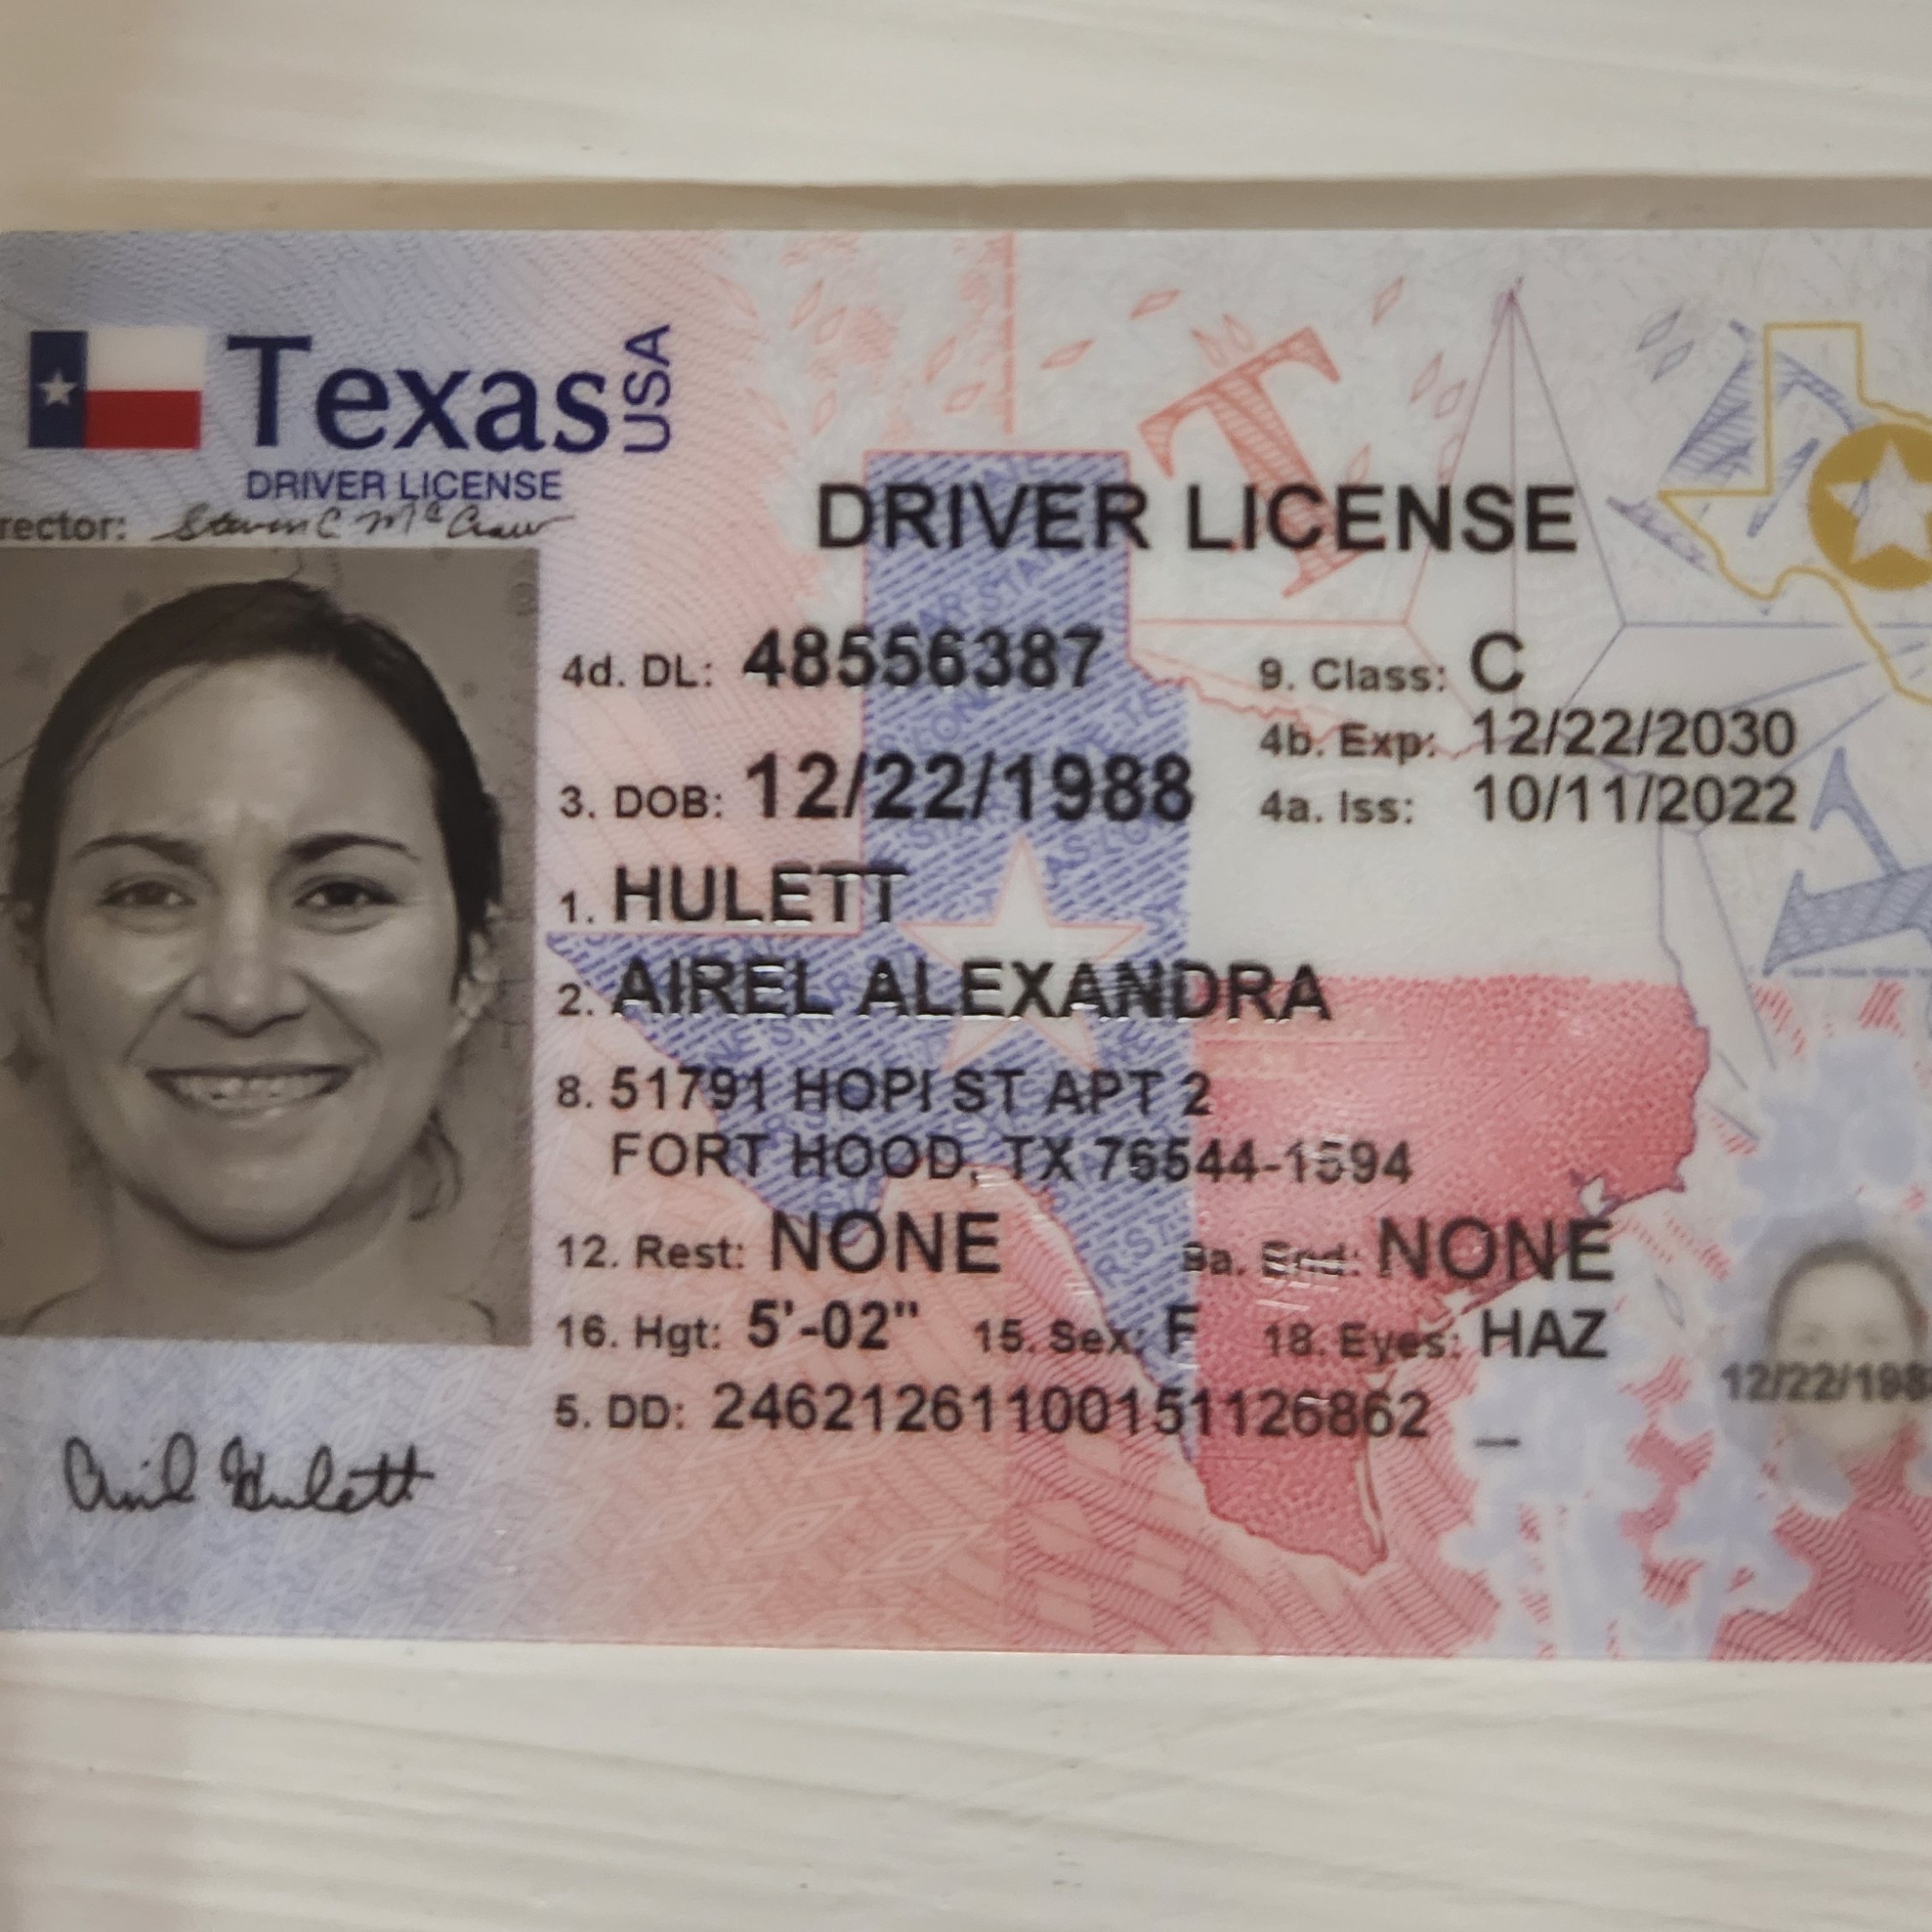 Texas USA
DRIVER LICENSE
rector: Steven C McCraw
DRIVER LICENSE
4d. DL: 48556387
9. Class: C
4b. Exp: 12/22/2030
3. DOB: 12/22/1988
4a. Iss: 10/11/2022
1. HULETT
2. AIREL ALEXANDRA
8. 51791 HOPI ST APT 2
FORT HOOD, TX 76544-1594
12. Rest: NONE
9a. End: NONE
16. Hgt: 5'-02" 15. Sex: F 18. Eyes: HAZ
12/22/198
5. DD: 24621261100151126862
Airel Hulett